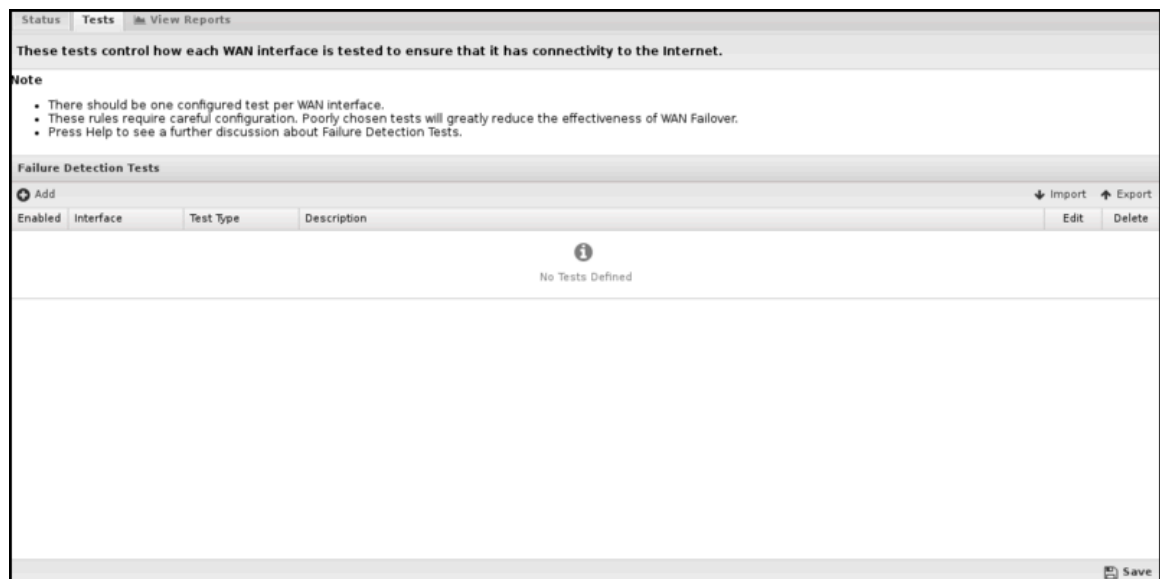 Status Tests View Reports
These tests control how each WAN interface is tested to ensure that it has connectivity to the Internet.
Note
• There should be one configured test per WAN interface.
• These rules require careful configuration. Poorly chosen tests will greatly reduce the effectiveness of WAN Failover.
• Press Help to see a further discussion about Failure Detection Tests.
Failure Detection Tests
Add Import Export
Enabled Interface Test Type Description Edit Delete
No Tests Defined
Save